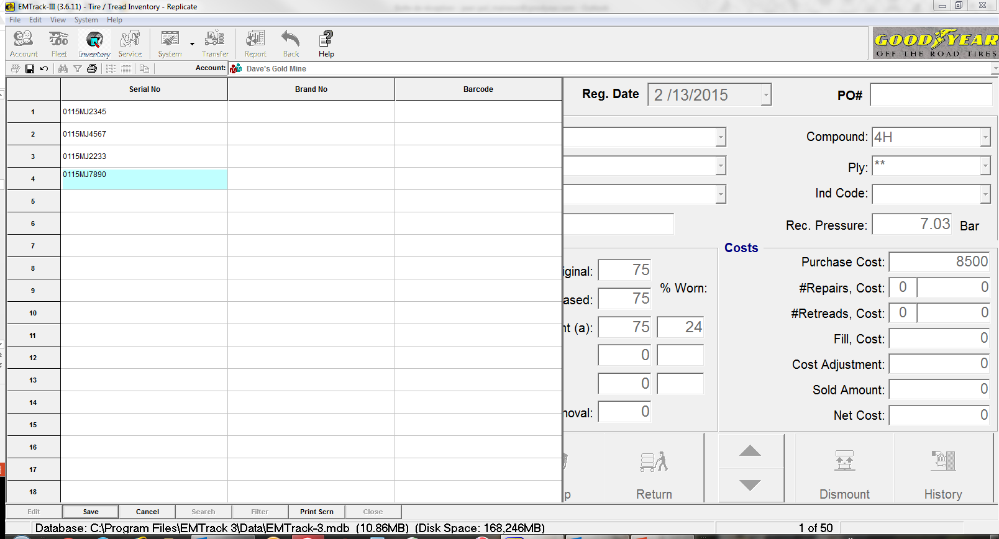 EMTrack-III (3.6.11) - Tire / Tread Inventory - Replicate
File Edit View System Help
Account Fleet Inventory Service System Transfer Report Back Help
GOODYEAR
OFF THE ROAD TIRES
Account: Dave's Gold Mine
Serial No Brand No Barcode
1 0115MJ2345
2 0115MJ4567
3 0115MJ2233
4 0115MJ7890
5
6
7
8
9
10
11
12
13
14
15
16
17
18
Reg. Date 2 /13/2015 PO#
Compound: 4H
Ply: **
Ind Code:
Rec. Pressure: 7.03 Bar
iginal: 75
% Worn:
ased: 75
nt (a): 75 24
0
0
noval: 0
Costs
Purchase Cost: 8500
#Repairs, Cost: 0 0
#Retreads, Cost: 0 0
Fill, Cost: 0
Cost Adjustment: 0
Sold Amount: 0
Net Cost: 0
p Return Dismount History
Edit Save Cancel Search Filter Print Scrn Close
Database: C:\Program Files\EMTrack 3\Data\EMTrack-3.mdb (10.86MB) (Disk Space: 168,246MB) 1 of 50